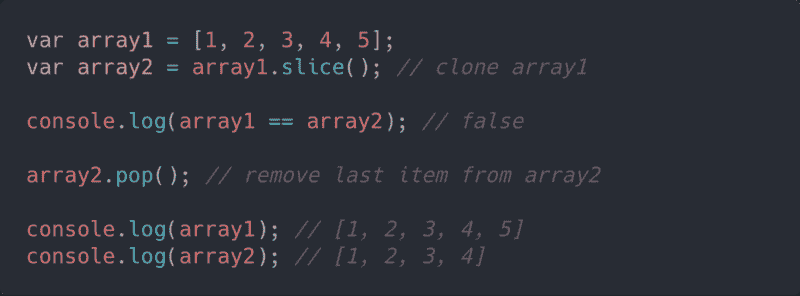 var array1 = [1, 2, 3, 4, 5];
var array2 = array1.slice(); // clone array1
console.log(array1 == array2); // false
array2.pop(); // remove last item from array2
console.log(array1); // [1, 2, 3, 4, 5]
console.log(array2); // [1, 2, 3, 4]